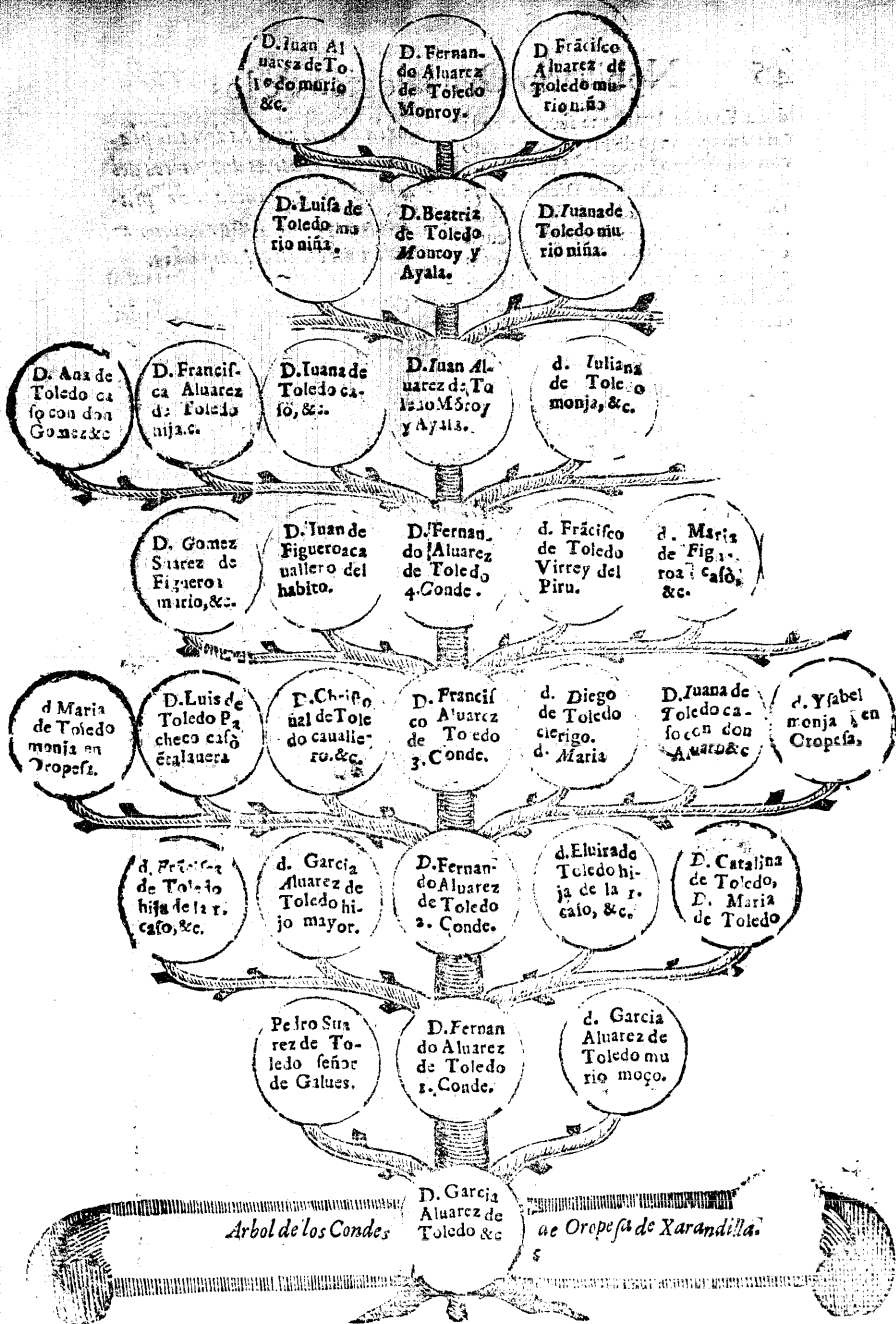 D. Iuan Al
uarez de To-
ledo murio
&c.
D. Fernan-
do Aluarez
de Toledo
Monroy.
D Frãcisco
Aluarez de
Toledo mu-
rio niño
D. Luisa de
Toledo mu
rio niña.
D. Beatriz
de Toledo
Monroy y
Ayala.
D. Iuana de
Toledo mu
rio niña.
D. Ana de
Toledo ca
so con don
Gomez &c
D. Francis-
ca Aluarez
de Toledo
hija.c.
D. Iuana de
Toledo ca-
sò, &c.
D. Iuan Al-
uarez de To
ledo Mõroy
y Ayala.
d. Iuliana
de Toledo
monja, &c.
D. Gomez
Suarez de
Figueroa
murio, &c.
D. Iuan de
Figueroa ca
uallero del
habito.
D. Fernan-
do Aluarez
de Toledo
4. Conde.
d. Frãcisco
de Toledo
Virrey del
Piru.
d. Maria
de Figue-
roa casò,
&c.
d Maria
de Toledo
monja en
Oropesa.
D. Luis de
Toledo Pa
checo casò
ẽ talauera
D. Christo
ual de Tole
do caualle-
ro. &c.
D. Francis
co Aluarez
de Toledo
3. Conde.
d. Diego
de Toledo
clerigo.
d. Maria
D. Iuana de
Toledo ca-
so con don
Aluaro &c
d. Ysabel
monja en
Oropesa,
d. Frãcisca
de Toledo
hija de la 1.
caso, &c.
d. Garcia
Aluarez de
Toledo hi-
jo mayor.
D. Fernan-
do Aluarez
de Toledo
2. Conde.
d. Eluira de
Toledo hi-
ja de la 1.
caso, &c.
D. Catalina
de Toledo,
D. Maria
de Toledo
Pedro Sua
rez de To-
ledo señor
de Galues.
D. Fernan
do Aluarez
de Toledo
1. Conde.
d. Garcia
Aluarez de
Toledo mu
rio moço.
D. Garcia
Aluarez de
Toledo &c
Arbol de los Condes de Oropesa de Xarandilla.
s